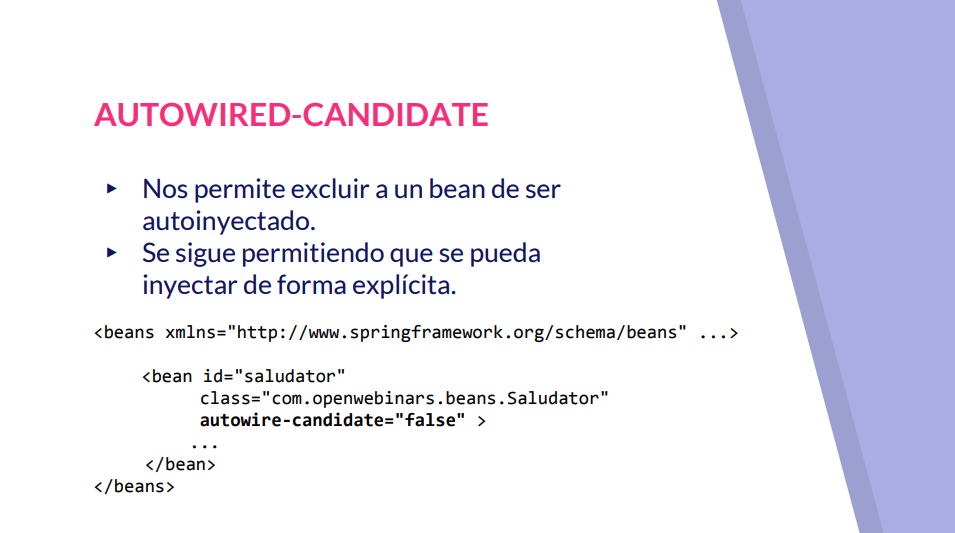 AUTOWIRED-CANDIDATE
▸ Nos permite excluir a un bean de ser
autoinyectado.
▸ Se sigue permitiendo que se pueda
inyectar de forma explícita.
<beans xmlns="http://www.springframework.org/schema/beans" ...>
<bean id="saludator"
class="com.openwebinars.beans.Saludator"
autowire-candidate="false" >
...
</bean>
</beans>